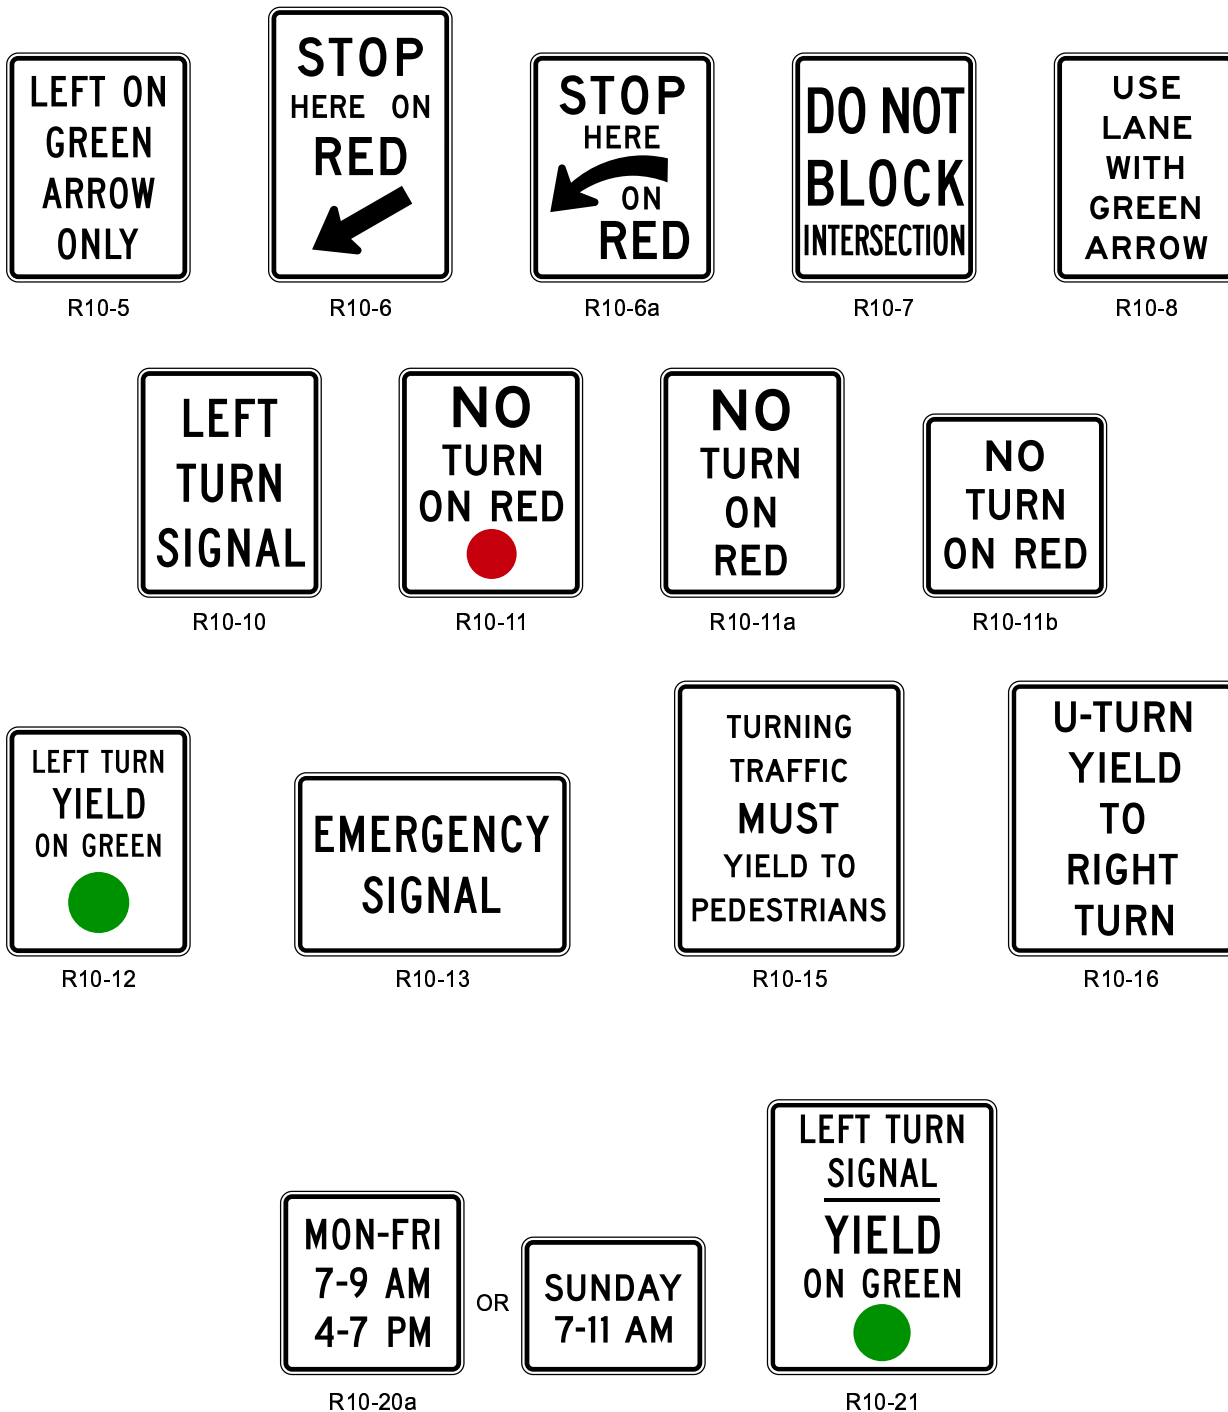 LEFT ON
GREEN
ARROW
ONLY
R10-5
STOP
HERE ON
RED
R10-6
STOP
HERE
ON
RED
R10-6a
DO NOT
BLOCK
INTERSECTION
R10-7
USE
LANE
WITH
GREEN
ARROW
R10-8
LEFT
TURN
SIGNAL
R10-10
NO
TURN
ON RED
R10-11
NO
TURN
ON
RED
R10-11a
NO
TURN
ON RED
R10-11b
LEFT TURN
YIELD
ON GREEN
R10-12
EMERGENCY
SIGNAL
R10-13
TURNING
TRAFFIC
MUST
YIELD TO
PEDESTRIANS
R10-15
U-TURN
YIELD
TO
RIGHT
TURN
R10-16
MON-FRI
7-9 AM
4-7 PM
OR
SUNDAY
7-11 AM
R10-20a
LEFT TURN
SIGNAL
YIELD
ON GREEN
R10-21